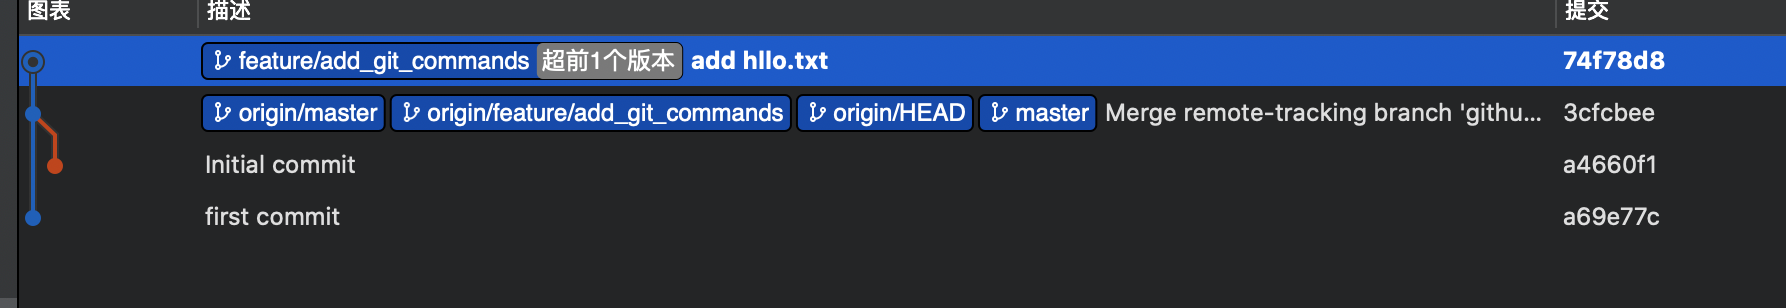 图表 描述 提交
feature/add_git_commands 超前1个版本 add hllo.txt 74f78d8
origin/master origin/feature/add_git_commands origin/HEAD master Merge remote-tracking branch 'githu... 3cfcbee
Initial commit a4660f1
first commit a69e77c